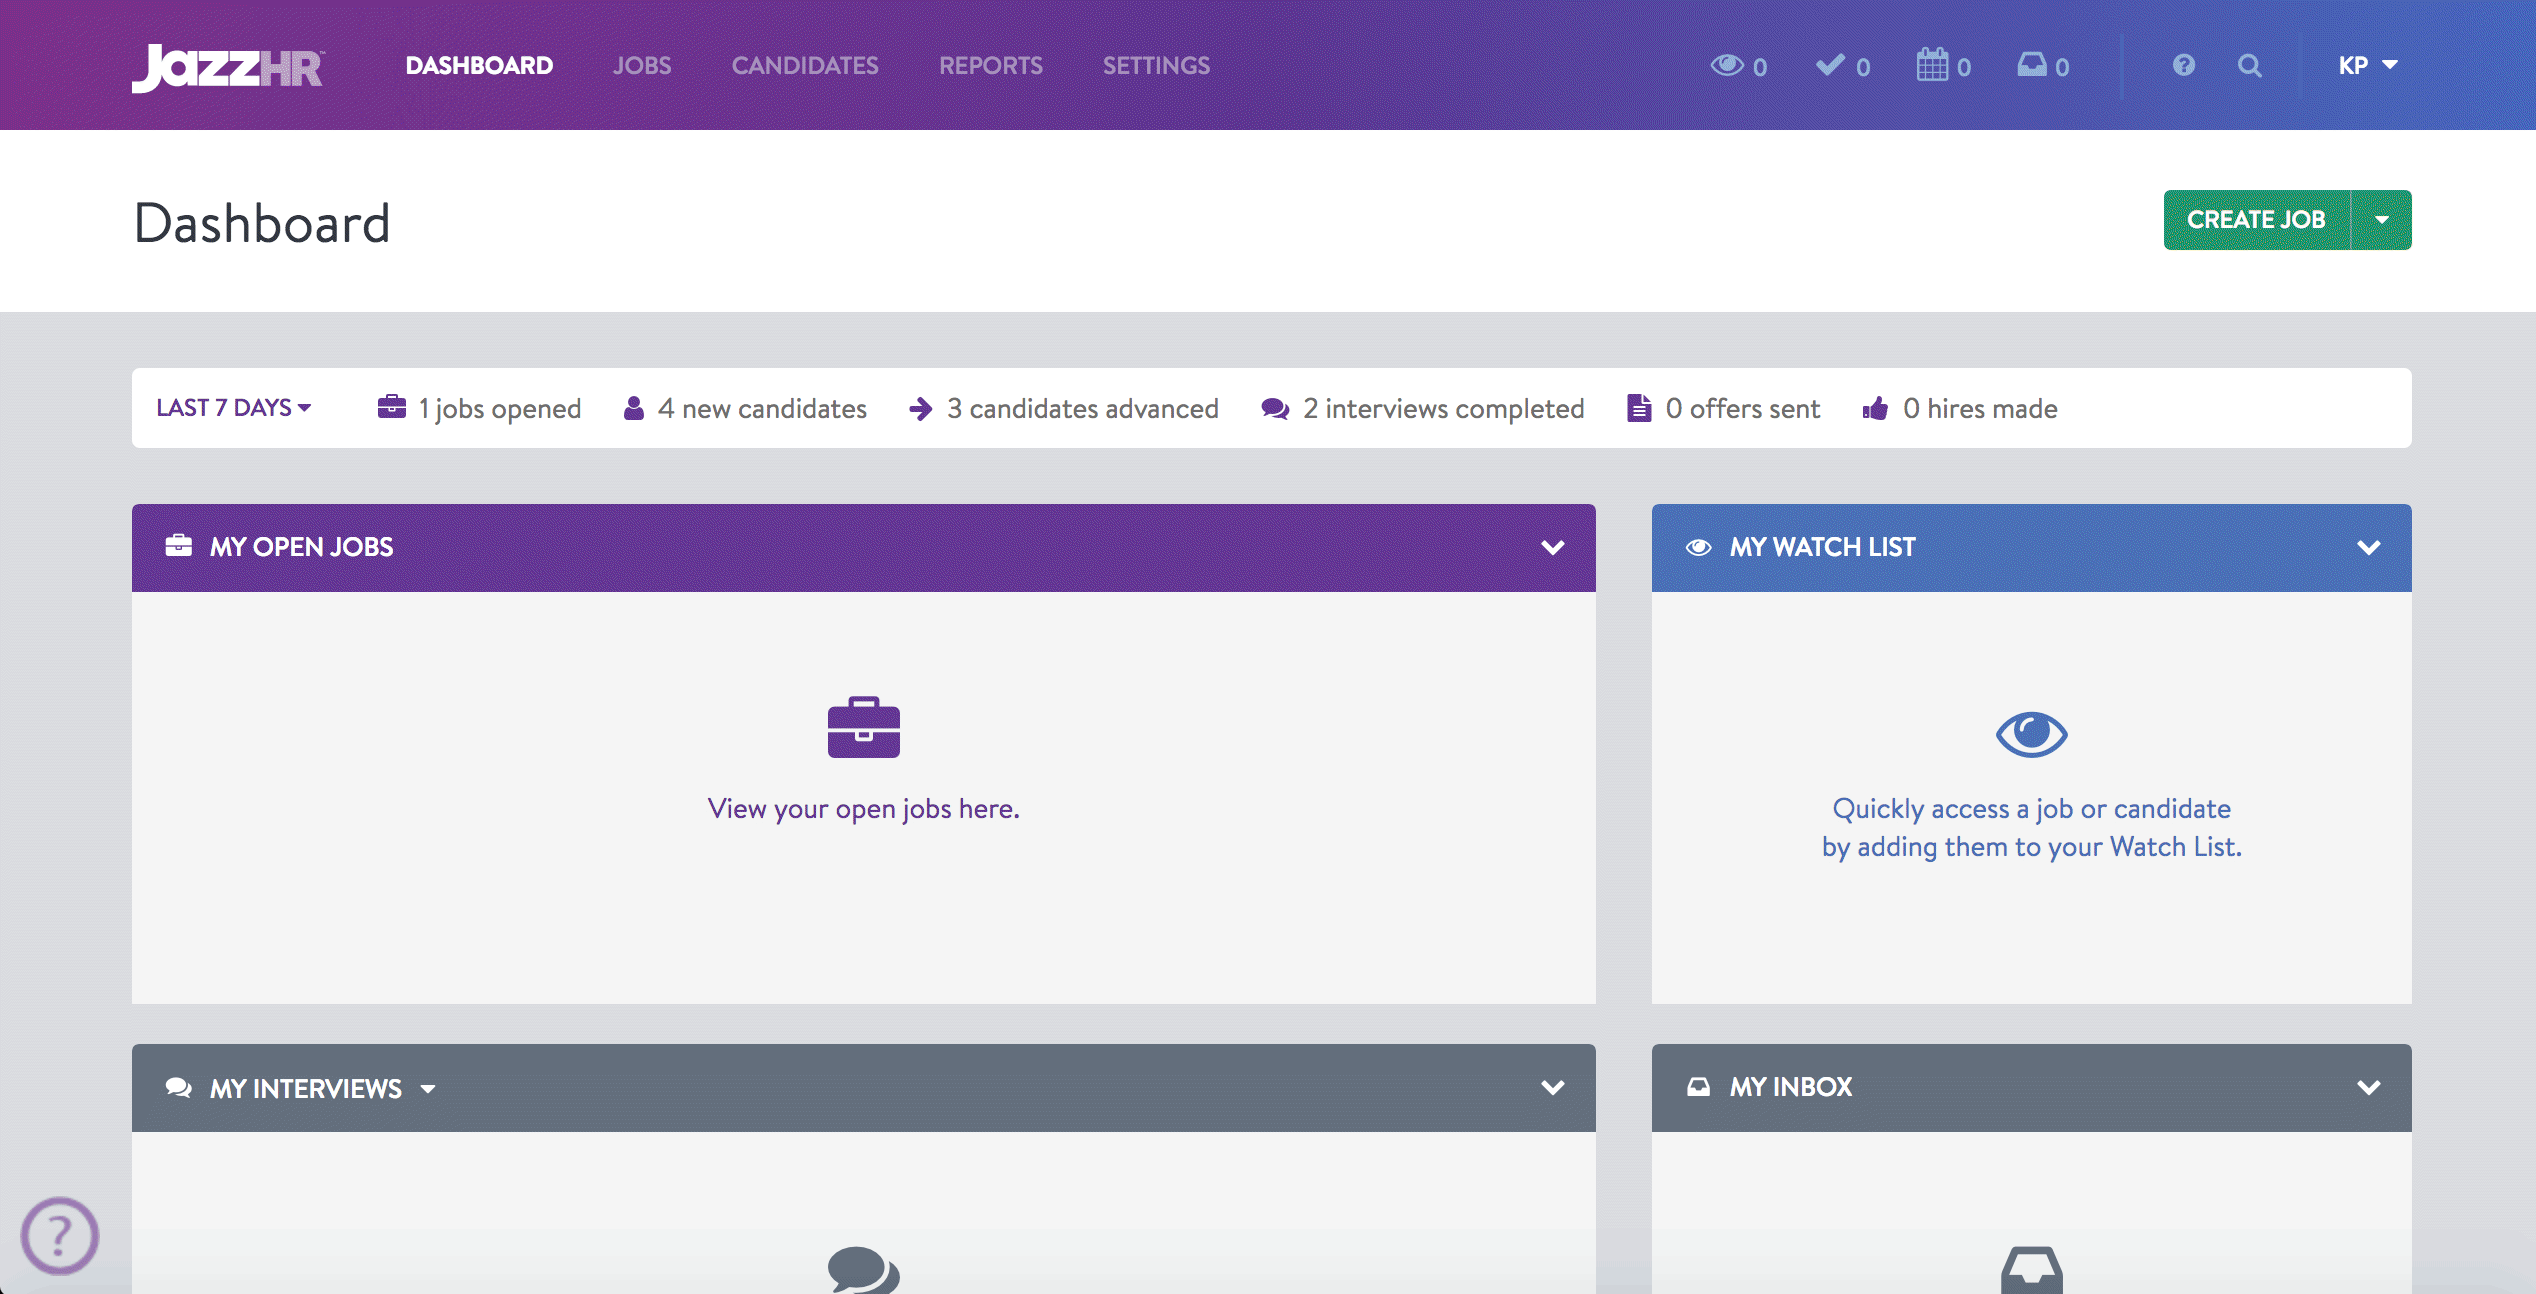 JazzHR™ DASHBOARD JOBS CANDIDATES REPORTS SETTINGS 0 0 0 0 ? KP
Dashboard
CREATE JOB
LAST 7 DAYS 1 jobs opened 4 new candidates 3 candidates advanced 2 interviews completed 0 offers sent 0 hires made
MY OPEN JOBS
View your open jobs here.
MY WATCH LIST
Quickly access a job or candidate
by adding them to your Watch List.
MY INTERVIEWS
MY INBOX
?